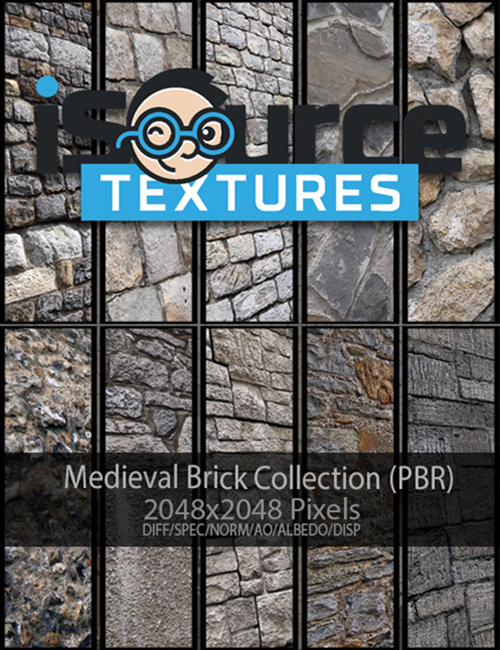 iSource
TEXTURES
Medieval Brick Collection (PBR)
2048x2048 Pixels
DIFF/SPEC/NORM/AO/ALBEDO/DISP